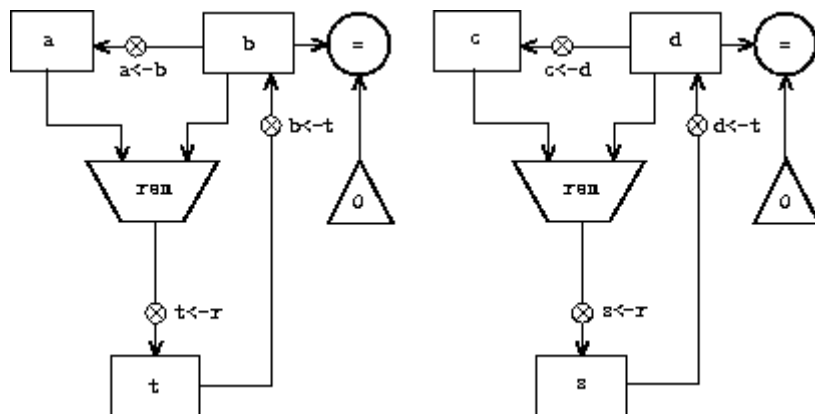 a
b
=
a<-b
b<-t
rem
0
t<-r
t
c
d
=
c<-d
d<-t
rem
0
s<-r
s